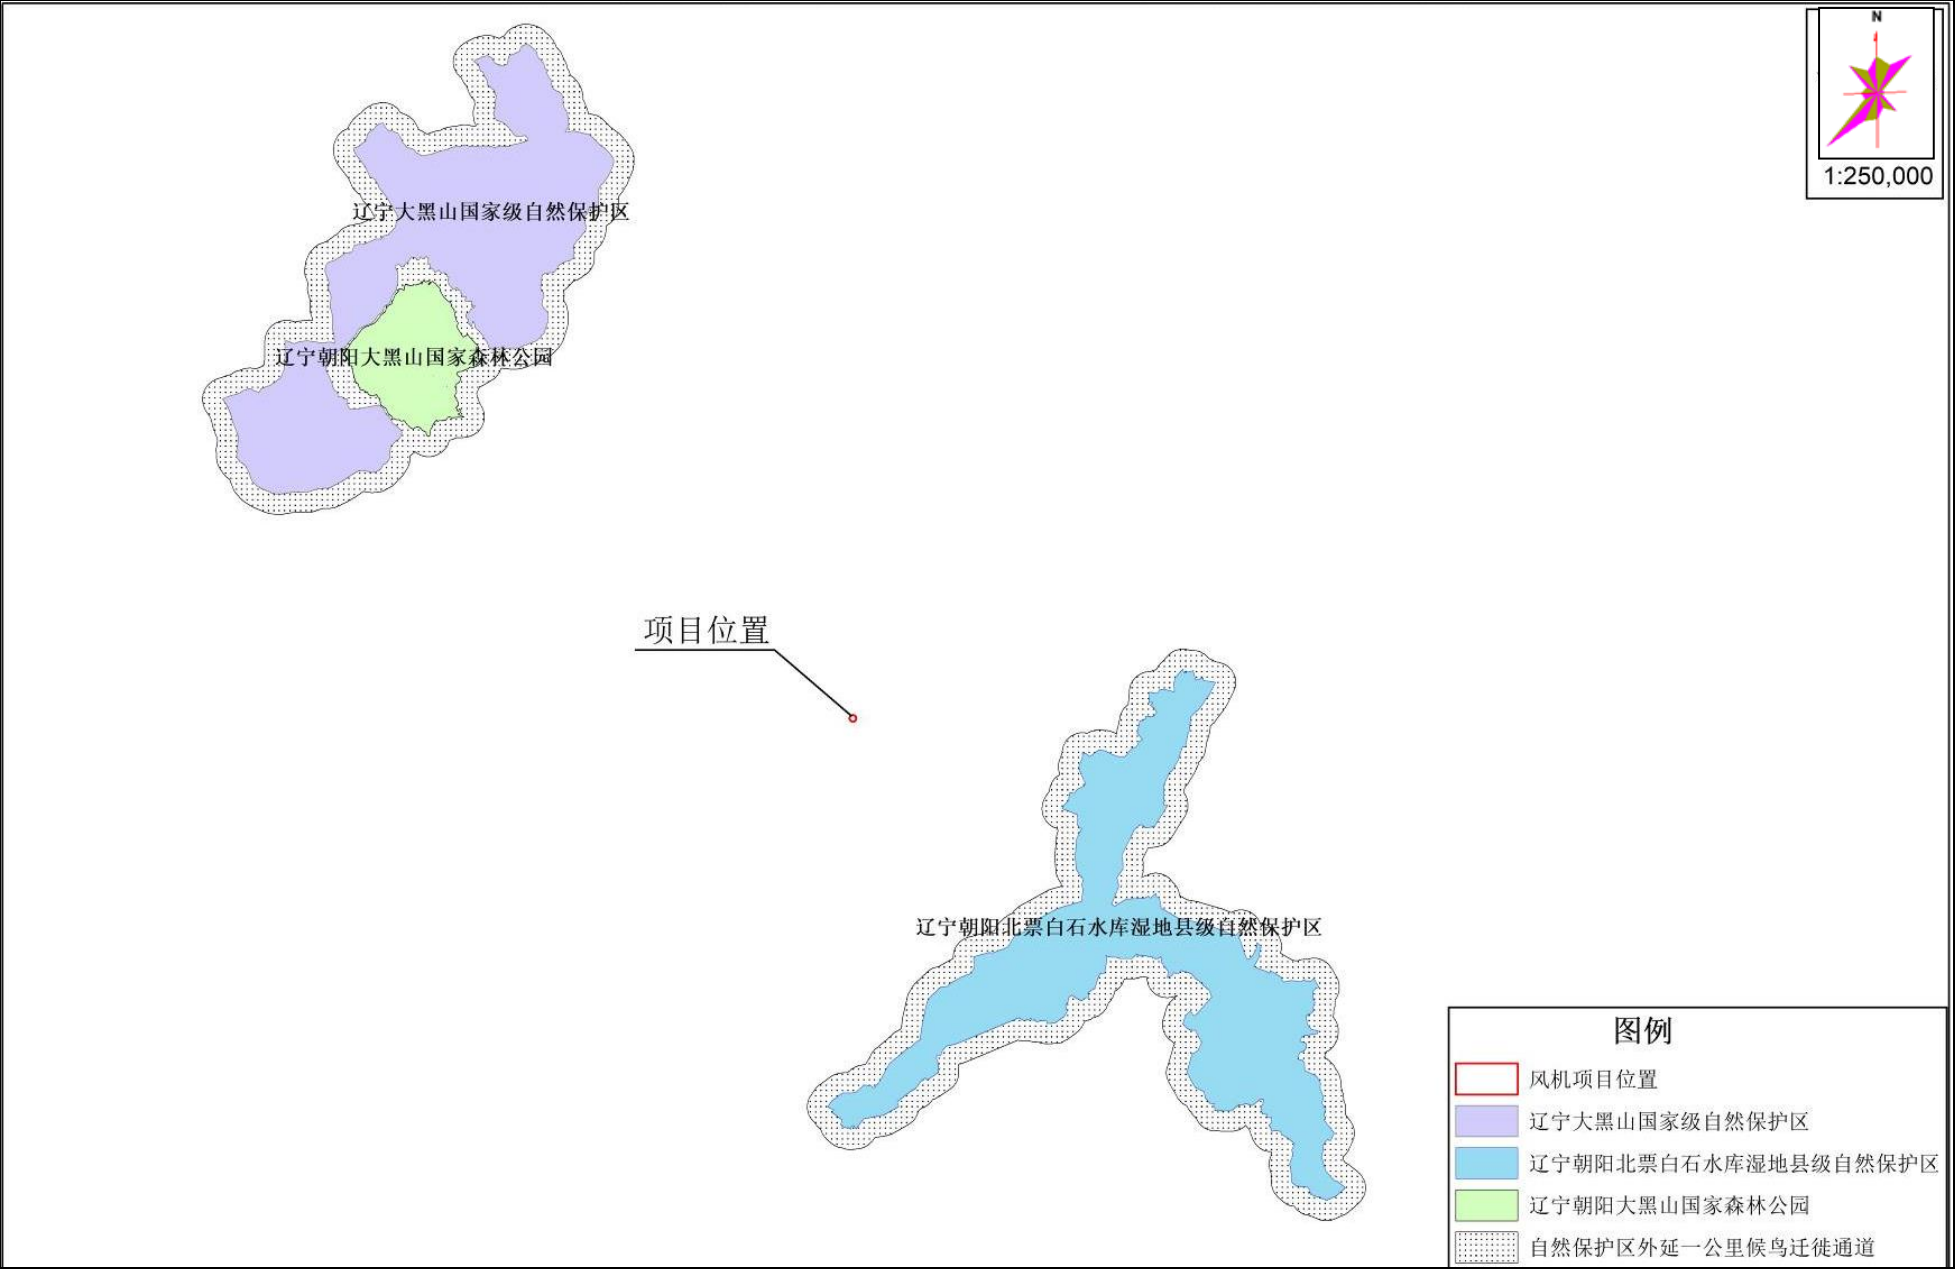 N
1:250,000
辽宁大黑山国家级自然保护区
辽宁朝阳大黑山国家森林公园
项目位置
辽宁朝阳北票白石水库湿地县级自然保护区
图例
风机项目位置
辽宁大黑山国家级自然保护区
辽宁朝阳北票白石水库湿地县级自然保护区
辽宁朝阳大黑山国家森林公园
自然保护区外延一公里候鸟迁徙通道